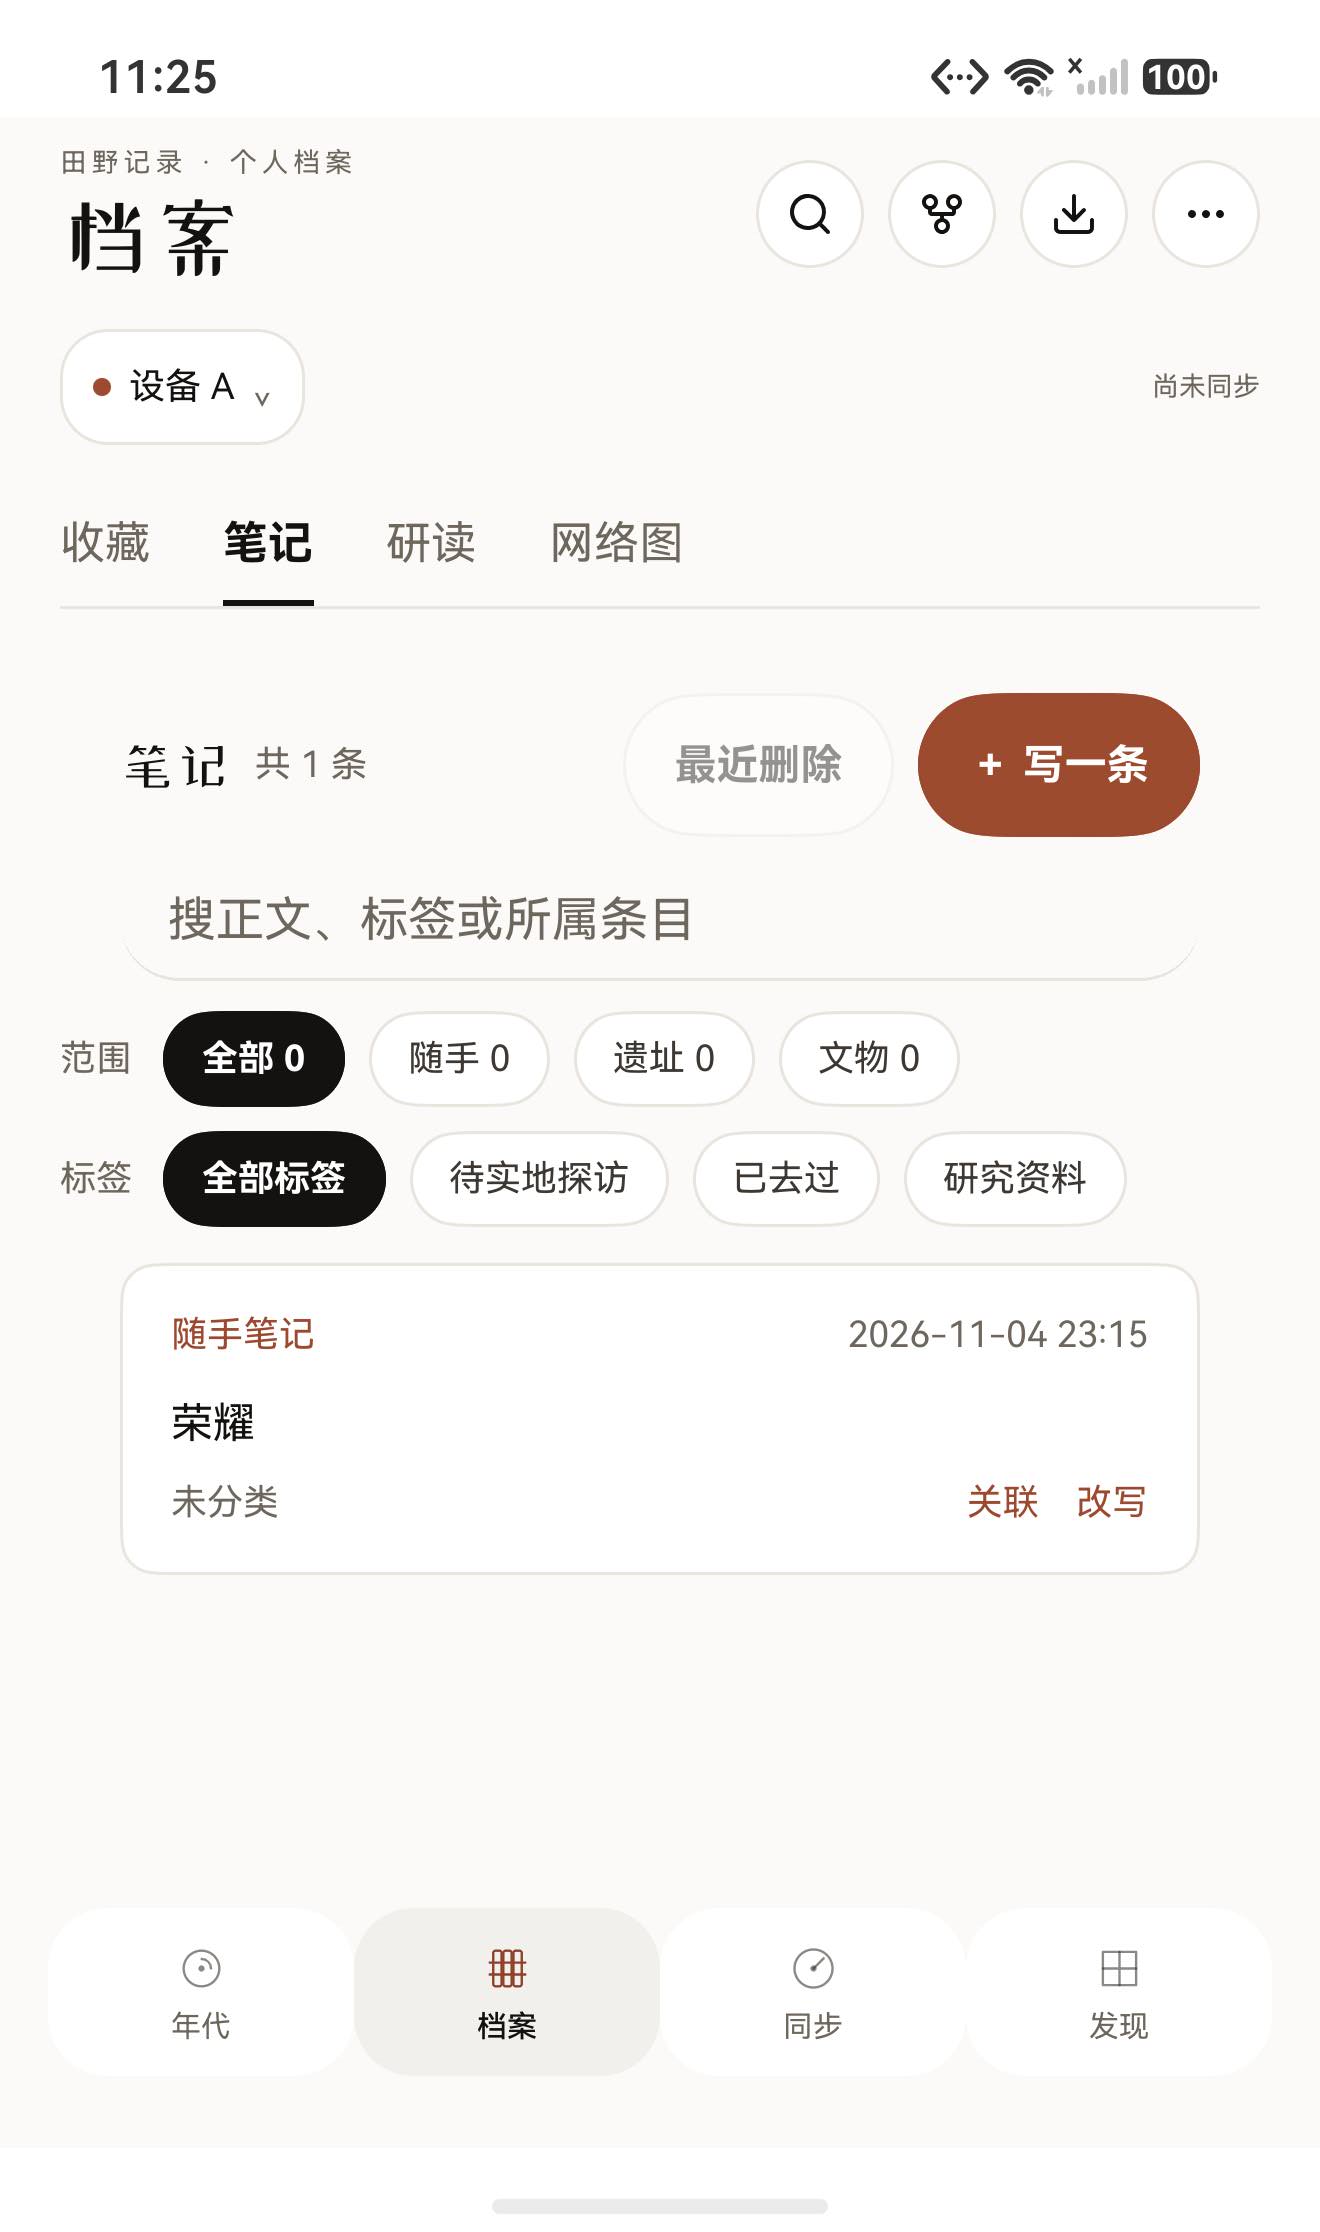 11:25
100
田野记录 · 个人档案
档案
设备 A
尚未同步
收藏 笔记 研读 网络图
笔记 共 1 条 最近删除 + 写一条
搜正文、标签或所属条目
范围 全部 0 随手 0 遗址 0 文物 0
标签 全部标签 待实地探访 已去过 研究资料
随手笔记 2026-11-04 23:15
荣耀
未分类 关联 改写
年代 档案 同步 发现